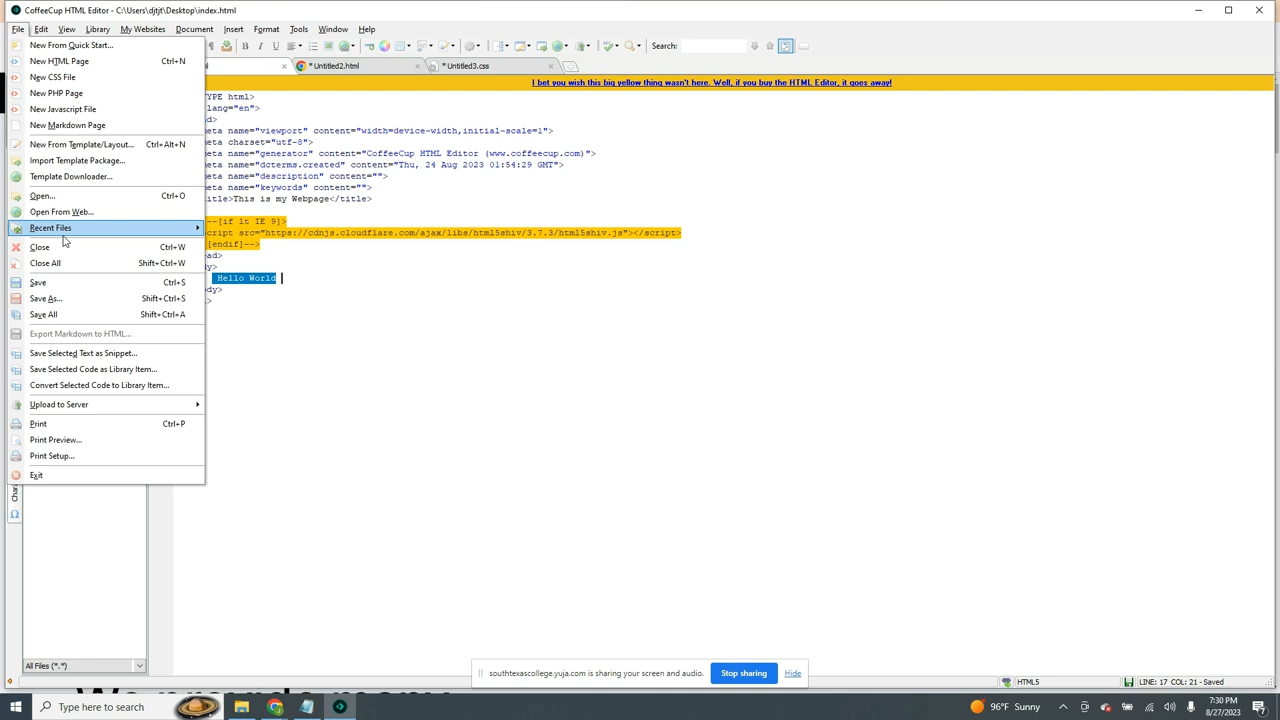 CoffeeCup HTML Editor - C:\Users\djtjt\Desktop\index.html
File Edit View Library My Websites Document Insert Format Tools Window Help
Search:
* Untitled2.html
* Untitled3.css
I bet you wish this big yellow thing wasn't here. Well, if you buy the HTML Editor, it goes away!
New From Quick Start...
New HTML Page Ctrl+N
New CSS File
New PHP Page
New Javascript File
New Markdown Page
New From Template/Layout... Ctrl+Alt+N
Import Template Package...
Template Downloader...
Open... Ctrl+O
Open From Web...
Recent Files
Close Ctrl+W
Close All Shift+Ctrl+W
Save Ctrl+S
Save As... Shift+Ctrl+S
Save All Shift+Ctrl+A
Export Markdown to HTML...
Save Selected Text as Snippet...
Save Selected Code as Library Item...
Convert Selected Code to Library Item...
Upload to Server
Print Ctrl+P
Print Preview...
Print Setup...
Exit
YPE html>
lang="en">
d>
eta name="viewport" content="width=device-width,initial-scale=1">
eta charset="utf-8">
eta name="generator" content="CoffeeCup HTML Editor (www.coffeecup.com)">
eta name="dcterms.created" content="Thu, 24 Aug 2023 01:54:29 GMT">
eta name="description" content="">
eta name="keywords" content="">
itle>This is my Webpage</title>
--[if lt IE 9]>
cript src="https://cdnjs.cloudflare.com/ajax/libs/html5shiv/3.7.3/html5shiv.js"></script>
[endif]-->
ead>
dy>
Hello World
ody>
>
All Files (*.*)
southtexascollege.yuja.com is sharing your screen and audio. Stop sharing Hide
HTML5 LINE: 17 COL: 21 - Saved
Type here to search
96°F Sunny
7:30 PM
8/27/2023